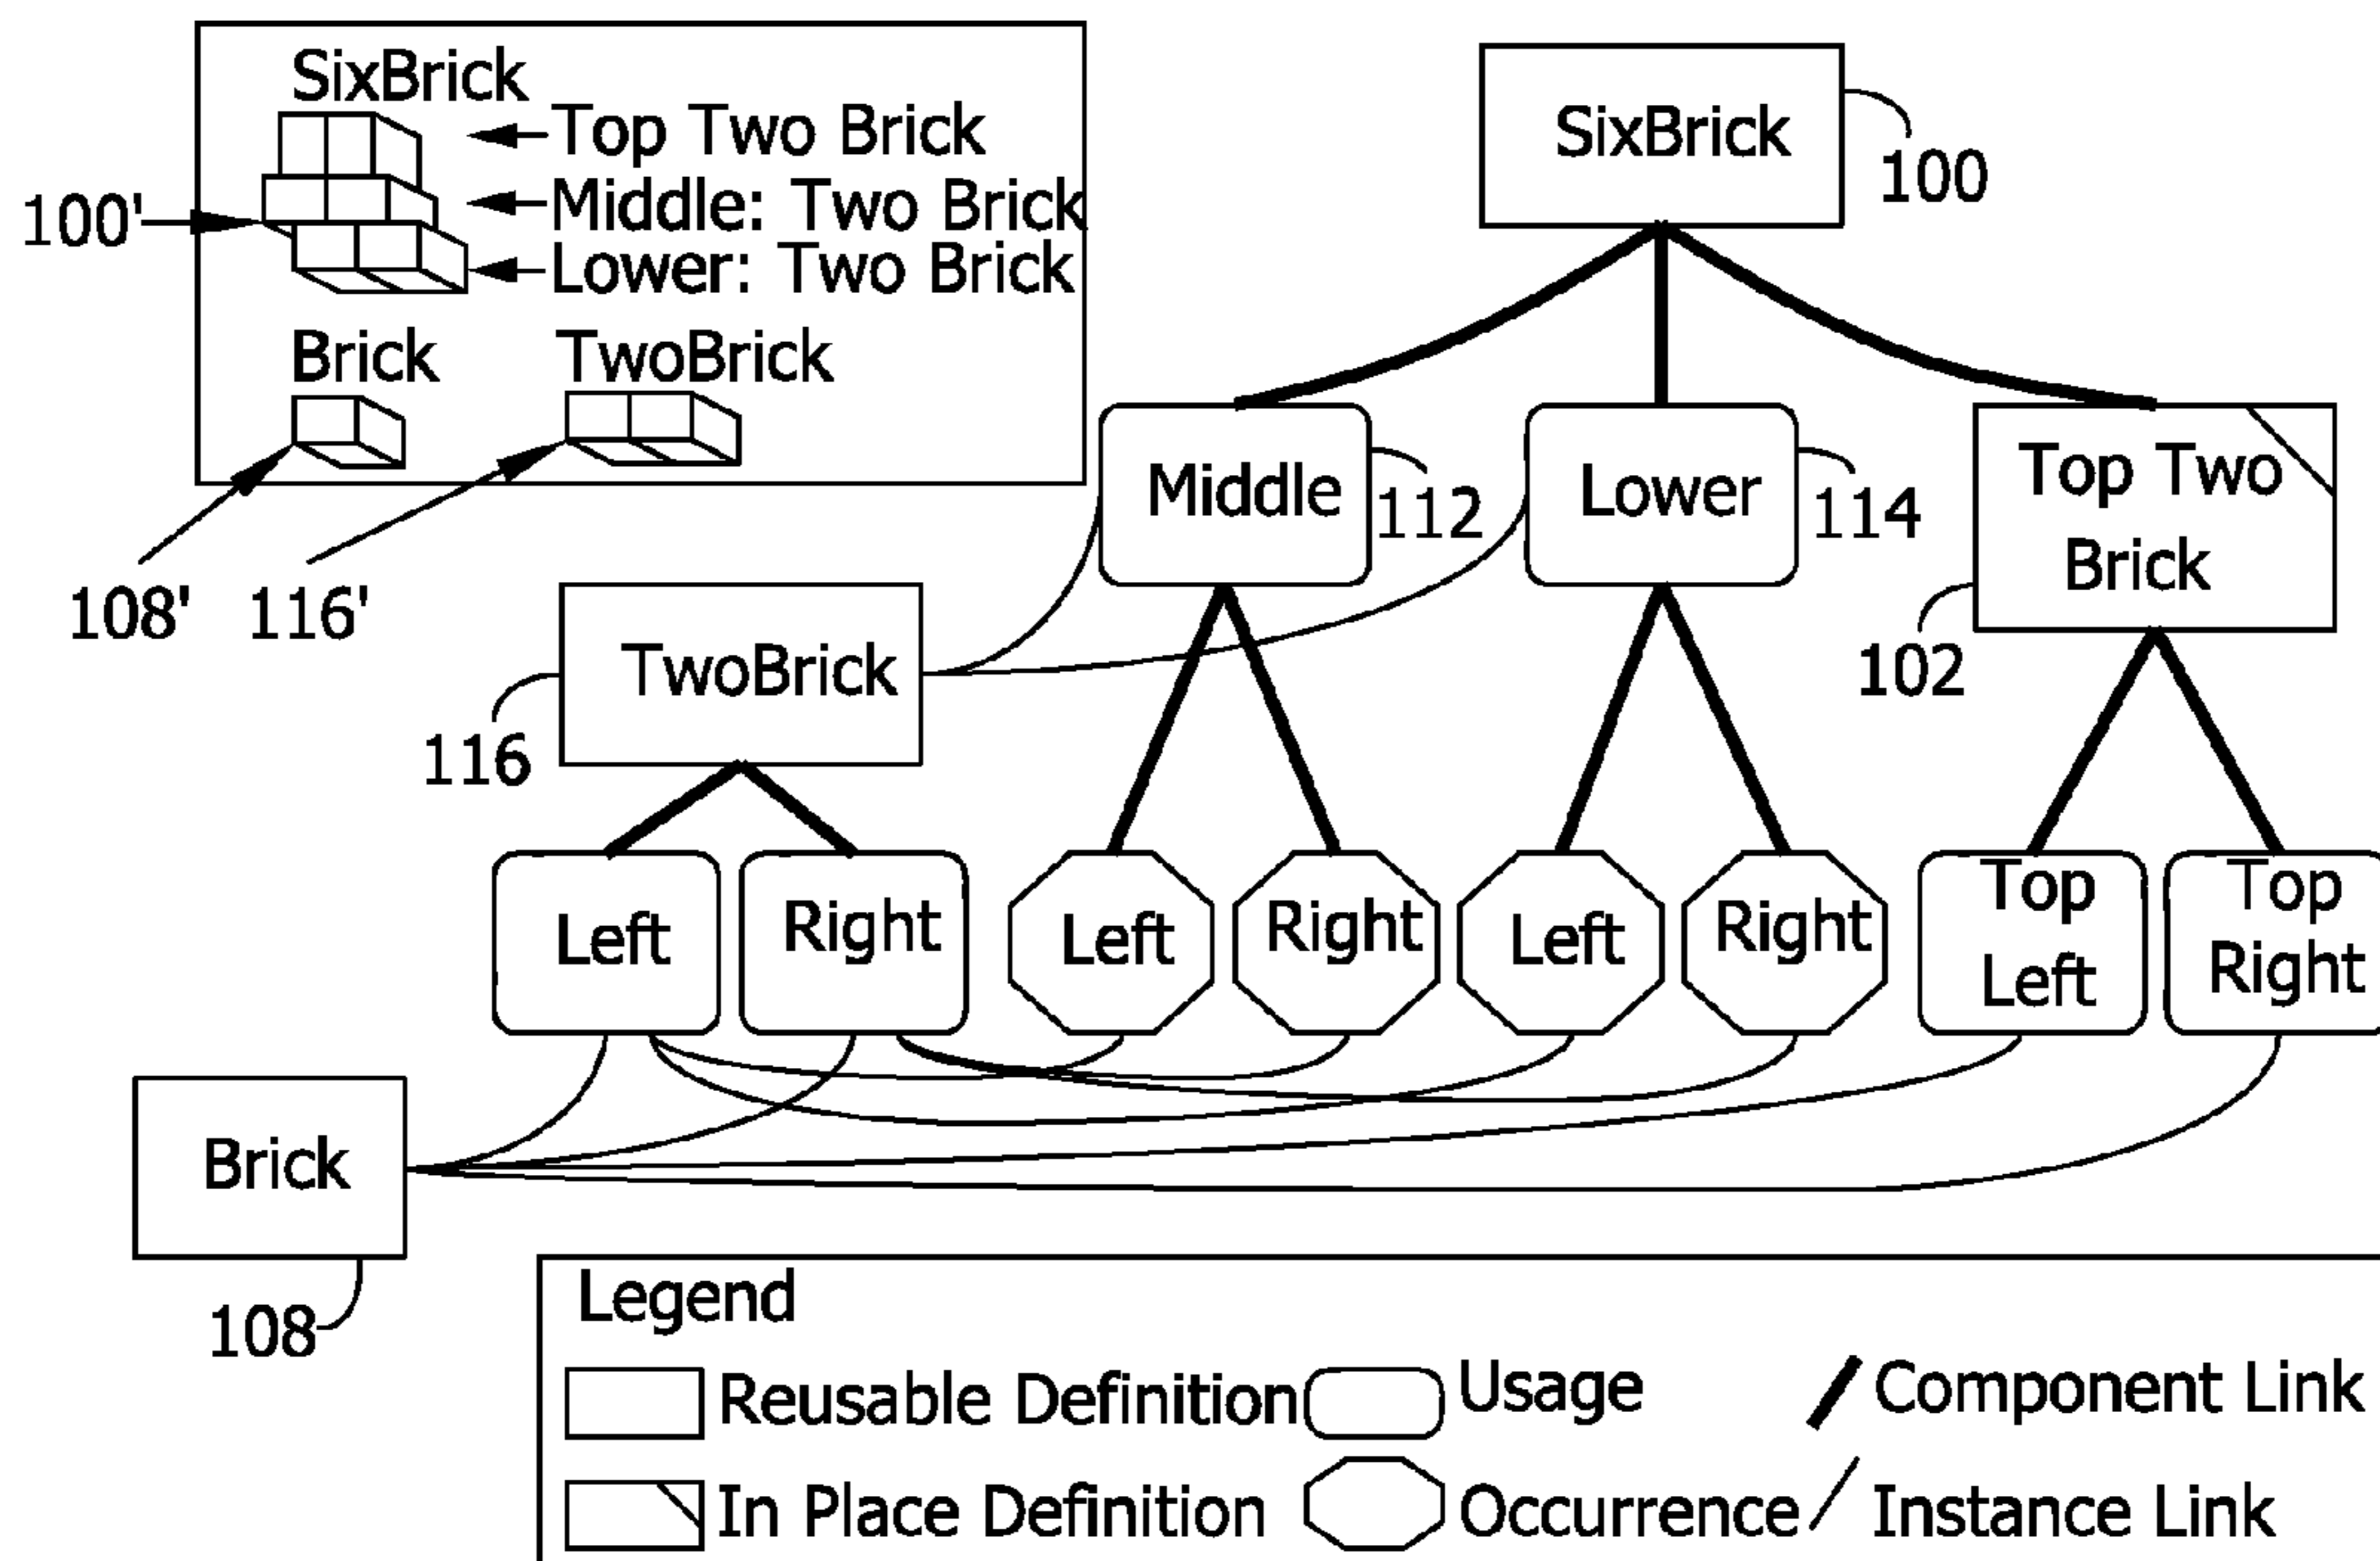 SixBrick
Top Two Brick
Middle: Two Brick
Lower: Two Brick
100'
Brick
TwoBrick
108'
116'
SixBrick
100
Middle
112
Lower
114
Top Two
Brick
102
TwoBrick
116
Left
Right
Left
Right
Left
Right
Top
Left
Top
Right
Brick
108
Legend
Reusable Definition
Usage
Component Link
In Place Definition
Occurrence
Instance Link